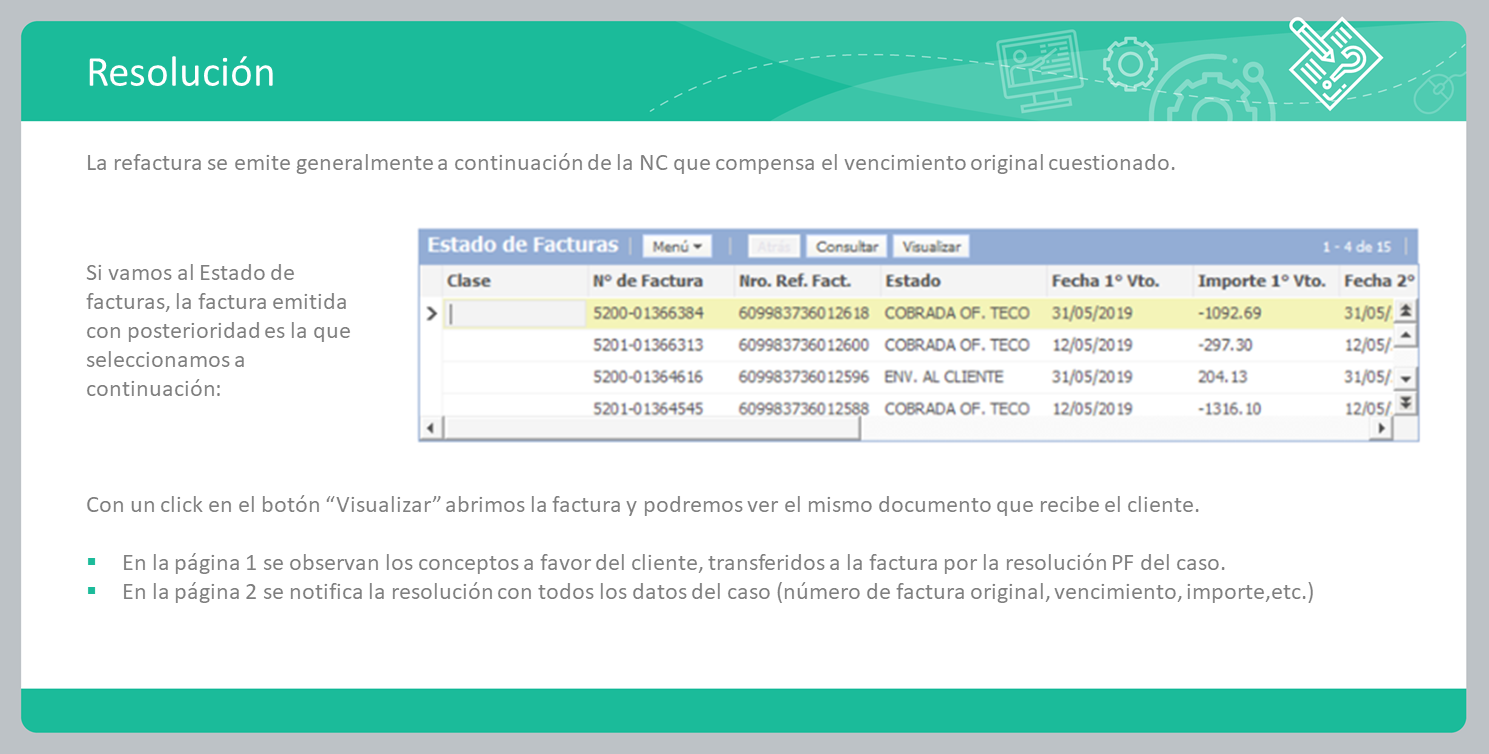 Resolución
La refactura se emite generalmente a continuación de la NC que compensa el vencimiento original cuestionado.
Si vamos al Estado de
facturas, la factura emitida
con posterioridad es la que
seleccionamos a
continuación:
Estado de Facturas | Menú | Atrás Consultar Visualizar 1 - 4 de 15 |
Clase Nº de Factura Nro. Ref. Fact. Estado Fecha 1º Vto. Importe 1º Vto. Fecha 2º
5200-01366384 609983736012618 COBRADA OF. TECO 31/05/2019 -1092.69 31/05/
5201-01366313 609983736012600 COBRADA OF. TECO 12/05/2019 -297.30 12/05/
5200-01364616 609983736012596 ENV. AL CLIENTE 31/05/2019 204.13 31/05/
5201-01364545 609983736012588 COBRADA OF. TECO 12/05/2019 -1316.10 12/05/
Con un click en el botón “Visualizar” abrimos la factura y podremos ver el mismo documento que recibe el cliente.
▪ En la página 1 se observan los conceptos a favor del cliente, transferidos a la factura por la resolución PF del caso.
▪ En la página 2 se notifica la resolución con todos los datos del caso (número de factura original, vencimiento, importe,etc.)